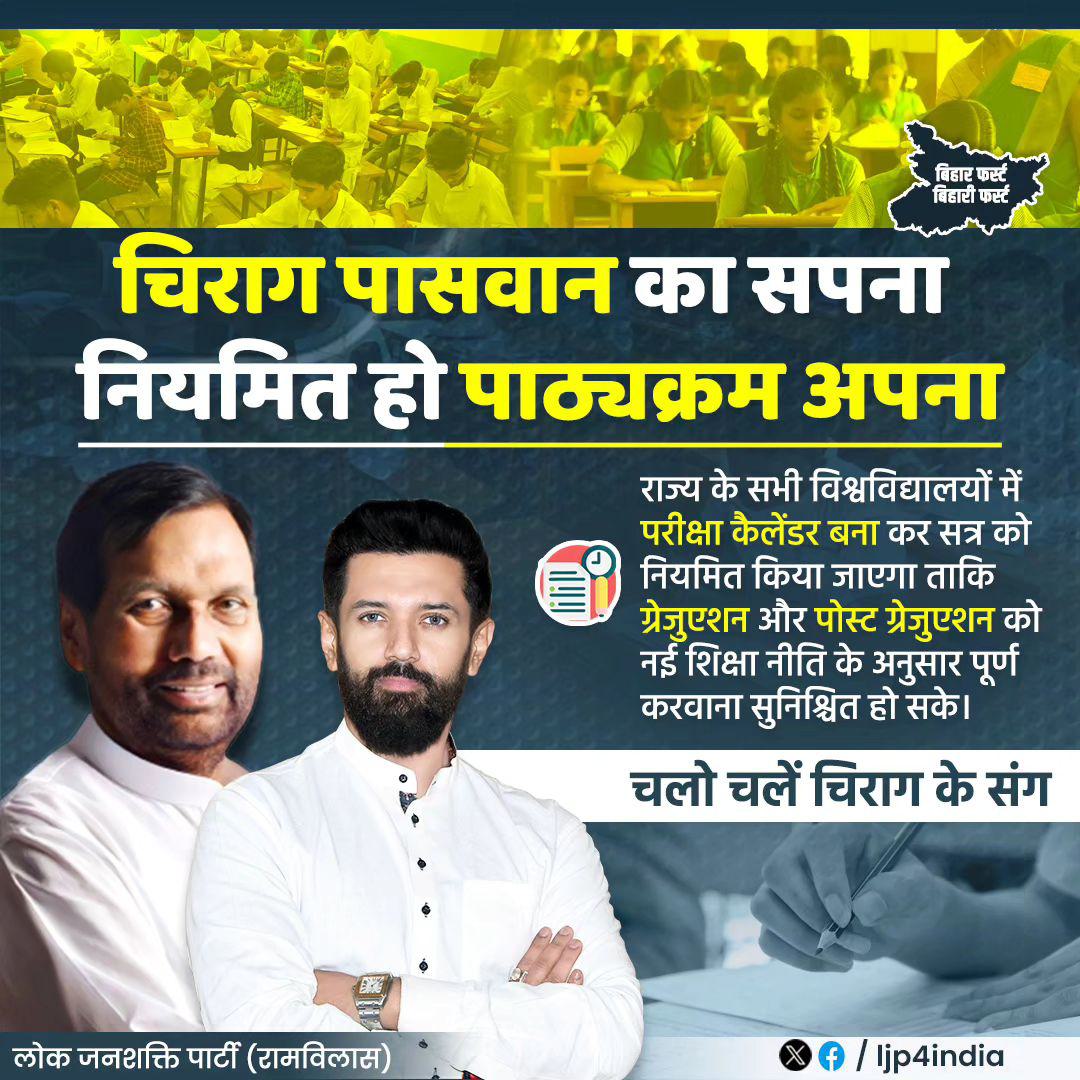 बिहार फर्स्ट
बिहारी फर्स्ट
चिराग पासवान का सपना
नियमित हो पाठ्यक्रम अपना
राज्य के सभी विश्वविद्यालयों में
परीक्षा कैलेंडर बना कर सत्र को
नियमित किया जाएगा ताकि
ग्रेजुएशन और पोस्ट ग्रेजुएशन को
नई शिक्षा नीति के अनुसार पूर्ण
करवाना सुनिश्चित हो सके।
चलो चलें चिराग के संग
लोक जनशक्ति पार्टी (रामविलास)
/ ljp4india